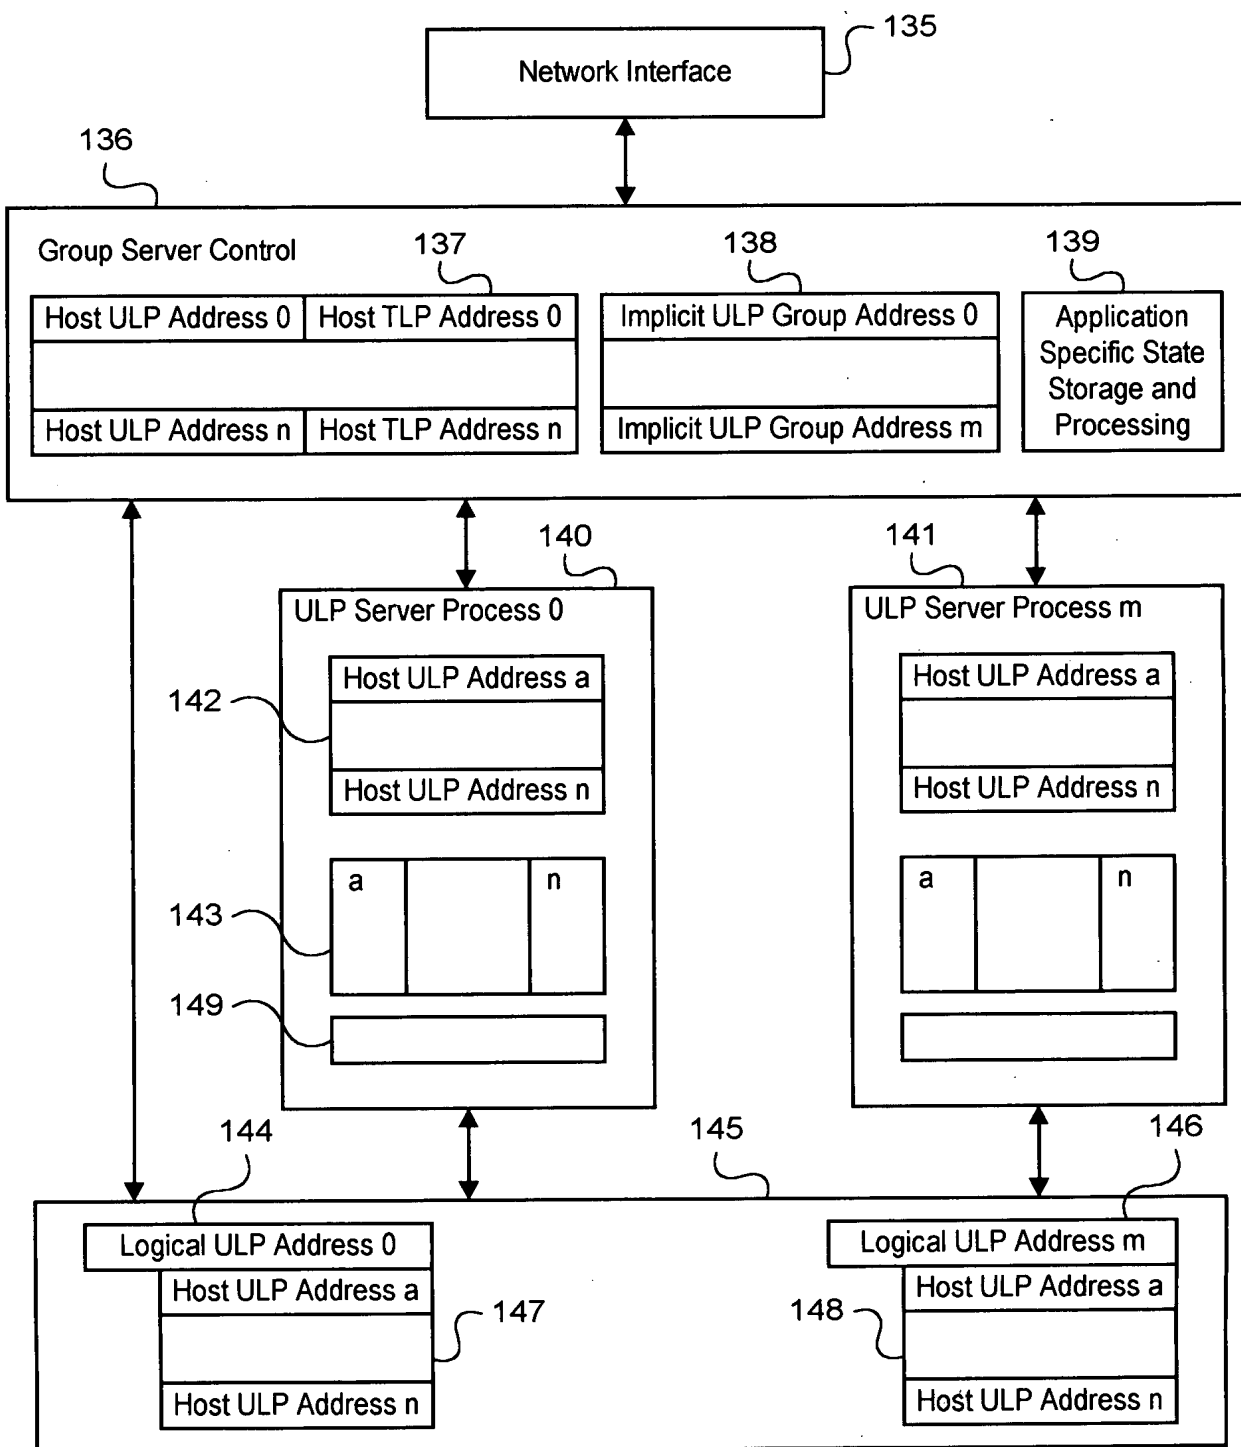 135
Network Interface
136
Group Server Control
137
138
139
Host ULP Address 0
Host TLP Address 0
Host ULP Address n
Host TLP Address n
Implicit ULP Group Address 0
Implicit ULP Group Address m
Application
Specific State
Storage and
Processing
140
141
ULP Server Process 0
Host ULP Address a
142
Host ULP Address n
a
n
143
149
ULP Server Process m
Host ULP Address a
Host ULP Address n
a
n
144
145
146
Logical ULP Address 0
Host ULP Address a
147
Host ULP Address n
Logical ULP Address m
Host ULP Address a
148
Host ULP Address n